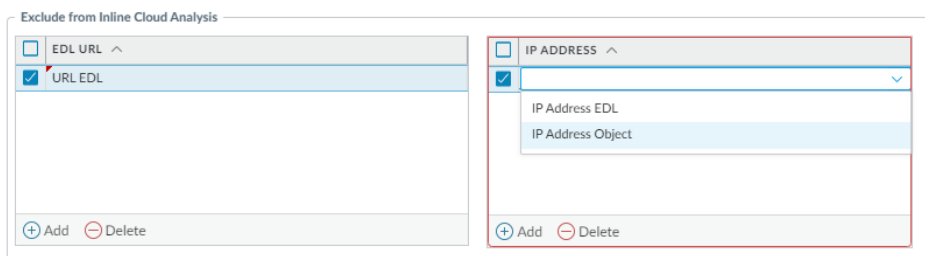 Exclude from Inline Cloud Analysis
EDL URL
URL EDL
Add Delete
IP ADDRESS
IP Address EDL
IP Address Object
Add Delete